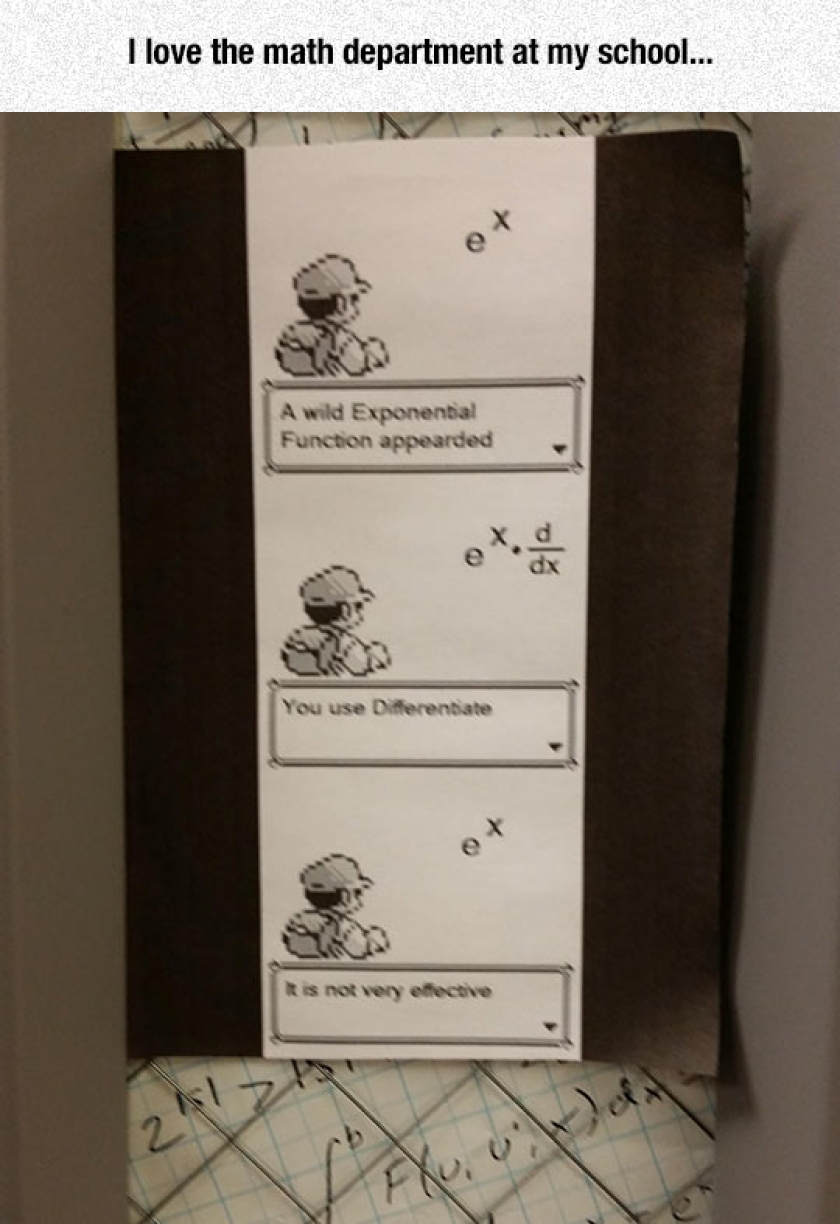 I love the math department at my school...
e^x
A wild Exponential
Function appearded
e^x · d/dx
You use Differentiate
e^x
It is not very effective
F(u, u', x) dx